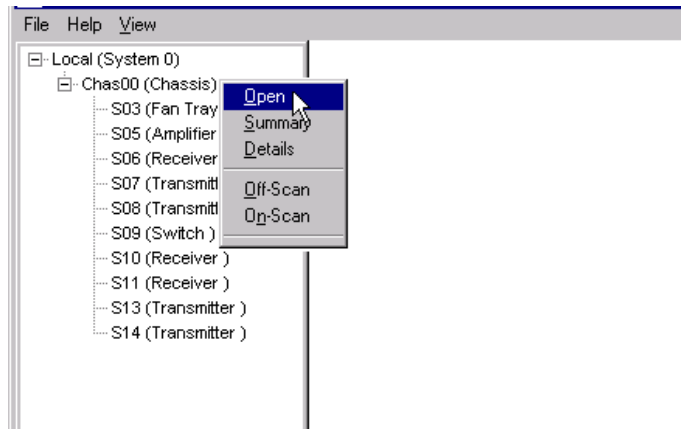 File Help View
Local (System 0)
Chas00 (Chassis)
S03 (Fan Tray
S05 (Amplifier
S06 (Receiver
S07 (Transmitt
S08 (Transmitt
S09 (Switch )
S10 (Receiver )
S11 (Receiver )
S13 (Transmitter )
S14 (Transmitter )
Open
Summary
Details
Off-Scan
On-Scan